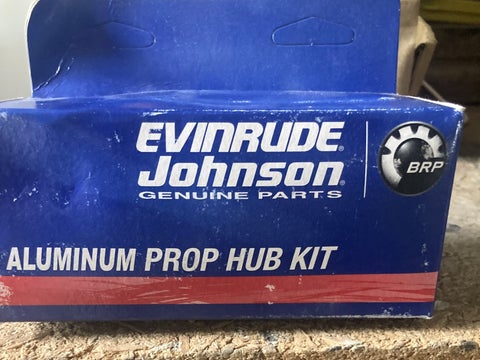 EVINRUDE®
Johnson®
GENUINE PARTS
BRP
ALUMINUM PROP HUB KIT